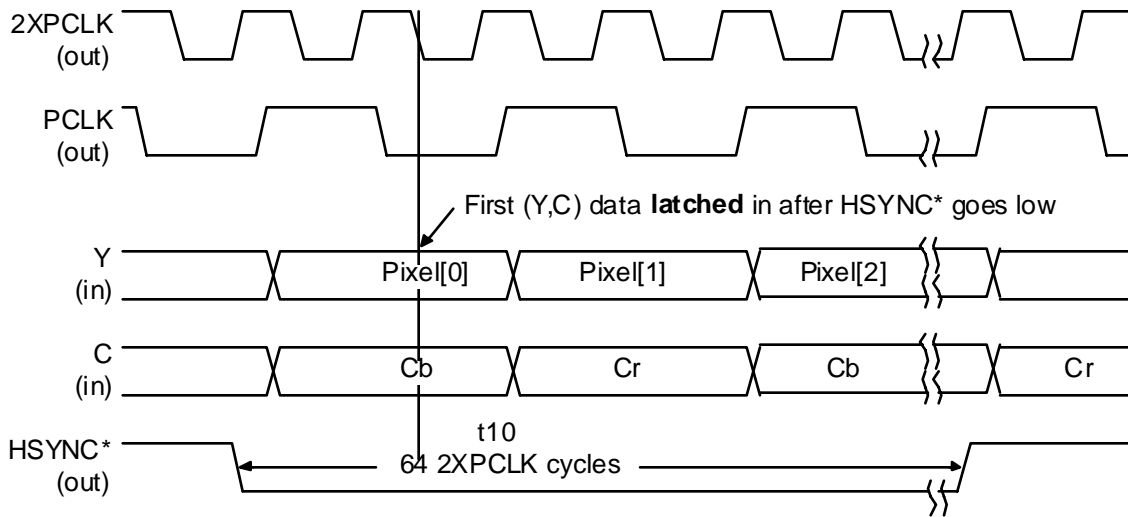 2XPCLK
(out)
PCLK
(out)
First (Y,C) data latched in after HSYNC* goes low
Y
(in)
Pixel[0] Pixel[1] Pixel[2]
C
(in)
Cb Cr Cb Cr
HSYNC*
(out)
t10
64 2XPCLK cycles